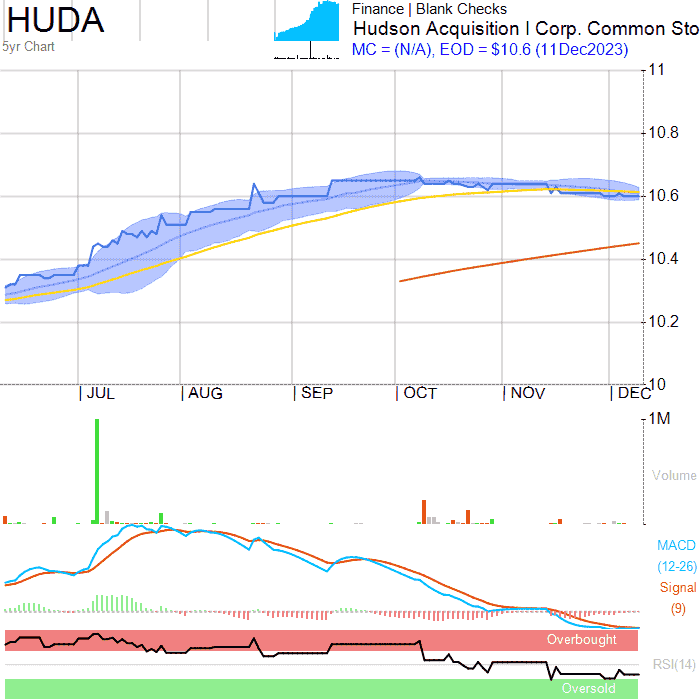 HUDA
5yr Chart
Finance | Blank Checks
Hudson Acquisition I Corp. Common Sto
MC = (N/A), EOD = $10.6 (11Dec2023)
11
10.8
10.6
10.4
10.2
10
JUL AUG SEP OCT NOV DEC
1M
Volume
MACD
(12-26)
Signal
(9)
Overbought
RSI(14)
Oversold